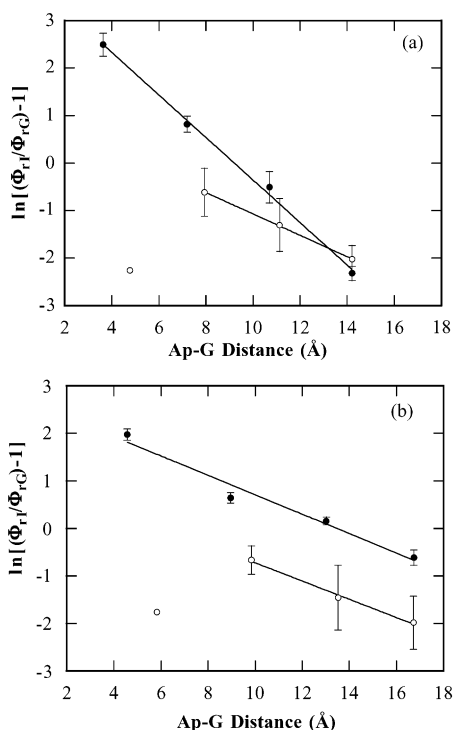 3
(a)
2
1
0
-1
-2
-3
ln[(ΦrI/ΦrG)-1]
2 4 6 8 10 12 14 16 18
Ap-G Distance (Å)
3
(b)
2
1
0
-1
-2
-3
ln[(Φr1/ΦrG)-1]
2 4 6 8 10 12 14 16 18
Ap-G Distance (Å)